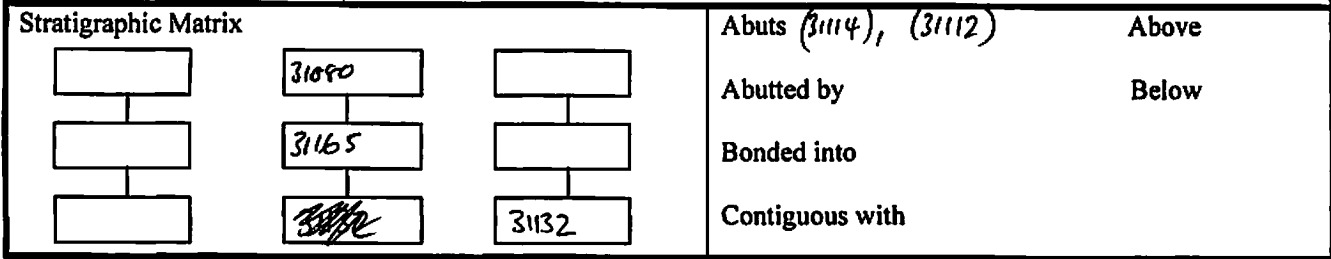 Stratigraphic Matrix
Abuts (31114), (31112) Above
31080
Abutted by Below
31165
Bonded into
31132
Contiguous with